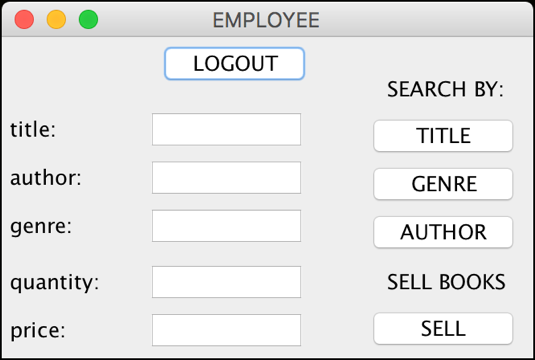 EMPLOYEE
LOGOUT
SEARCH BY:
title:
TITLE
author:
GENRE
genre:
AUTHOR
quantity:
SELL BOOKS
price:
SELL